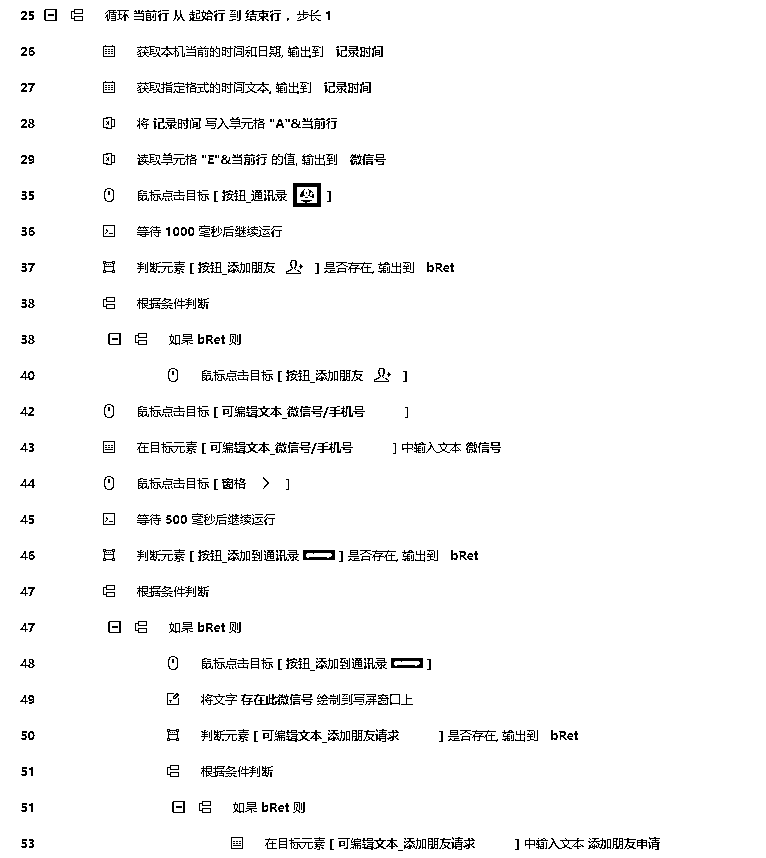 25 循环 当前行 从 起始行 到 结束行 ，步长 1
26 获取本机当前的时间和日期, 输出到 记录时间
27 获取指定格式的时间文本, 输出到 记录时间
28 将 记录时间 写入单元格 "A"&当前行
29 读取单元格 "E"&当前行 的值, 输出到 微信号
35 鼠标点击目标 [ 按钮_通讯录 ]
36 等待 1000 毫秒后继续运行
37 判断元素 [ 按钮_添加朋友 ] 是否存在, 输出到 bRet
38 根据条件判断
38 如果 bRet 则
40 鼠标点击目标 [ 按钮_添加朋友 ]
42 鼠标点击目标 [ 可编辑文本_微信号/手机号 ]
43 在目标元素 [ 可编辑文本_微信号/手机号 ] 中输入文本 微信号
44 鼠标点击目标 [ 窗格 ]
45 等待 500 毫秒后继续运行
46 判断元素 [ 按钮_添加到通讯录 ] 是否存在, 输出到 bRet
47 根据条件判断
47 如果 bRet 则
48 鼠标点击目标 [ 按钮_添加到通讯录 ]
49 将文字 存在此微信号 绘制到写屏窗口上
50 判断元素 [ 可编辑文本_添加朋友请求 ] 是否存在, 输出到 bRet
51 根据条件判断
51 如果 bRet 则
53 在目标元素 [ 可编辑文本_添加朋友请求 ] 中输入文本 添加朋友申请